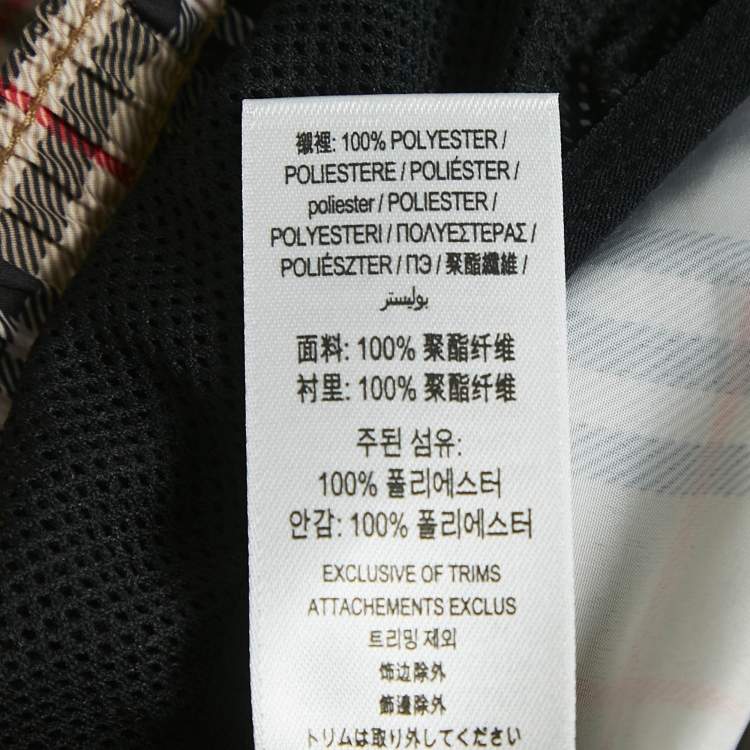 襯裡: 100% POLYESTER /
POLIESTERE / POLIÉSTER /
poliester / POLIESTER /
POLYESTERI / ΠΟΛΥΕΣΤΕΡΑΣ /
POLIÉSZTER / ПЭ / 聚酯纖維 /
بوليستر
面料: 100% 聚酯纤维
衬里: 100% 聚酯纤维
주된 섬유:
100% 폴리에스터
안감: 100% 폴리에스터
EXCLUSIVE OF TRIMS
ATTACHEMENTS EXCLUS
트리밍 제외
饰边除外
飾邊除外
トリムは取り外してください